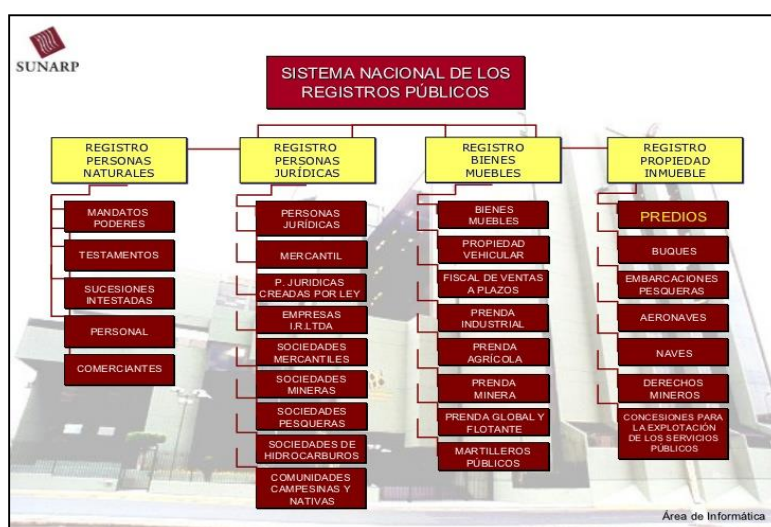 SUNARP
SISTEMA NACIONAL DE LOS
REGISTROS PÚBLICOS
REGISTRO
PERSONAS
NATURALES
MANDATOS
PODERES
TESTAMENTOS
SUCESIONES
INTESTADAS
PERSONAL
COMERCIANTES
REGISTRO
PERSONAS
JURÍDICAS
PERSONAS
JURÍDICAS
MERCANTIL
P. JURIDICAS
CREADAS POR LEY
EMPRESAS
I.R.LTDA
SOCIEDADES
MERCANTILES
SOCIEDADES
MINERAS
SOCIEDADES
PESQUERAS
SOCIEDADES DE
HIDROCARBUROS
COMUNIDADES
CAMPESINAS Y
NATIVAS
REGISTRO
BIENES
MUEBLES
BIENES
MUEBLES
PROPIEDAD
VEHICULAR
FISCAL DE VENTAS
A PLAZOS
PRENDA
INDUSTRIAL
PRENDA
AGRÍCOLA
PRENDA
MINERA
PRENDA GLOBAL Y
FLOTANTE
MARTILLEROS
PÚBLICOS
REGISTRO
PROPIEDAD
INMUEBLE
PREDIOS
BUQUES
EMBARCACIONES
PESQUERAS
AERONAVES
NAVES
DERECHOS
MINEROS
CONCESIONES PARA
LA EXPLOTACIÓN
DE LOS SERVICIOS
PÚBLICOS
Área de Informática